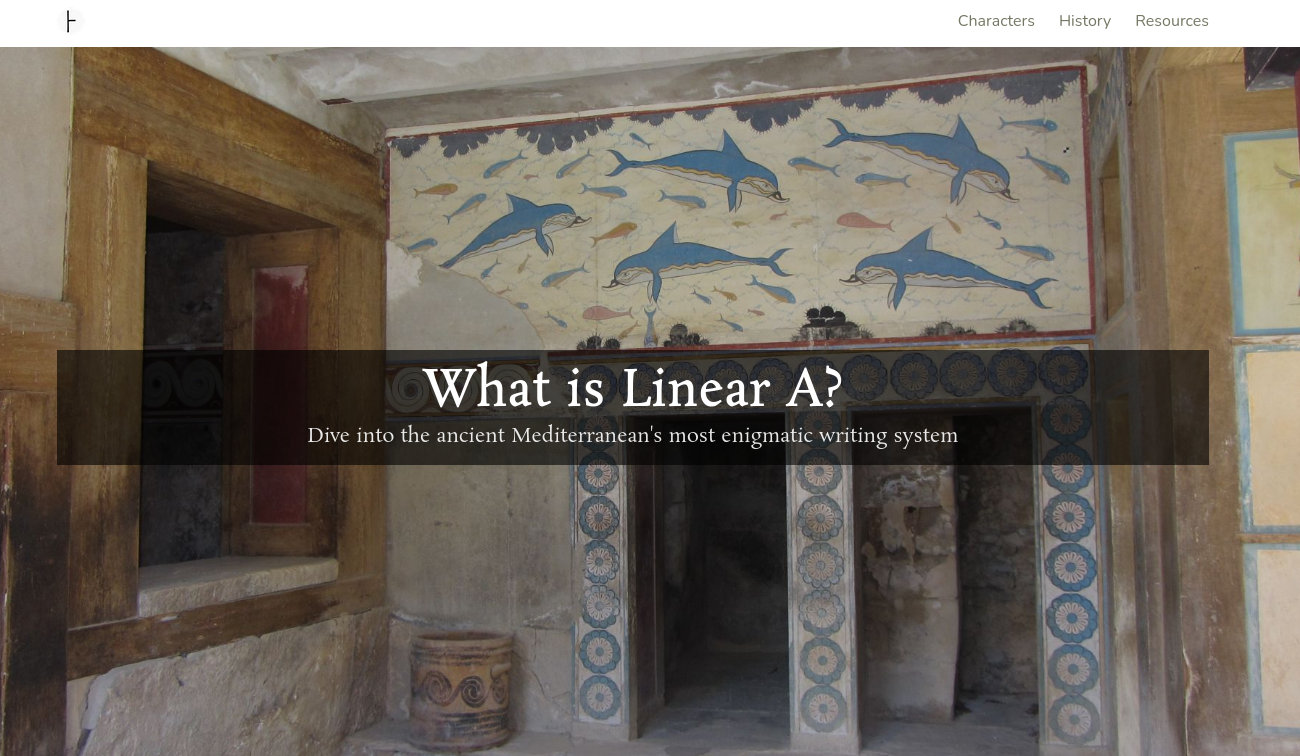 Characters
History
Resources
What is Linear A?
Dive into the ancient Mediterranean's most enigmatic writing system